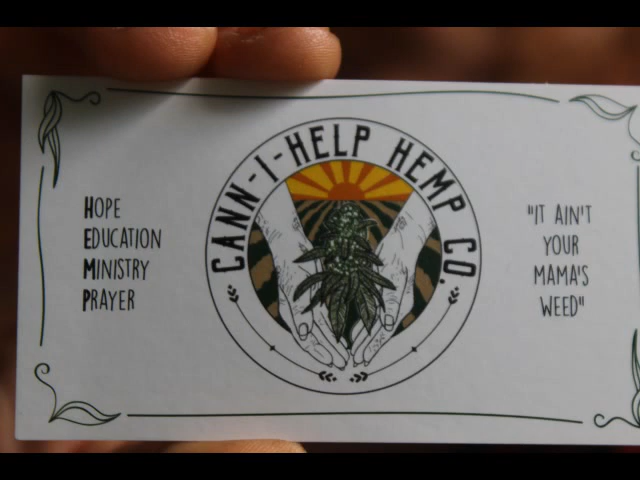 CANN-I-HELP HEMP CO.
HOPE
EDUCATION
MINISTRY
PRAYER
"IT AIN'T
YOUR
MAMA'S
WEED"